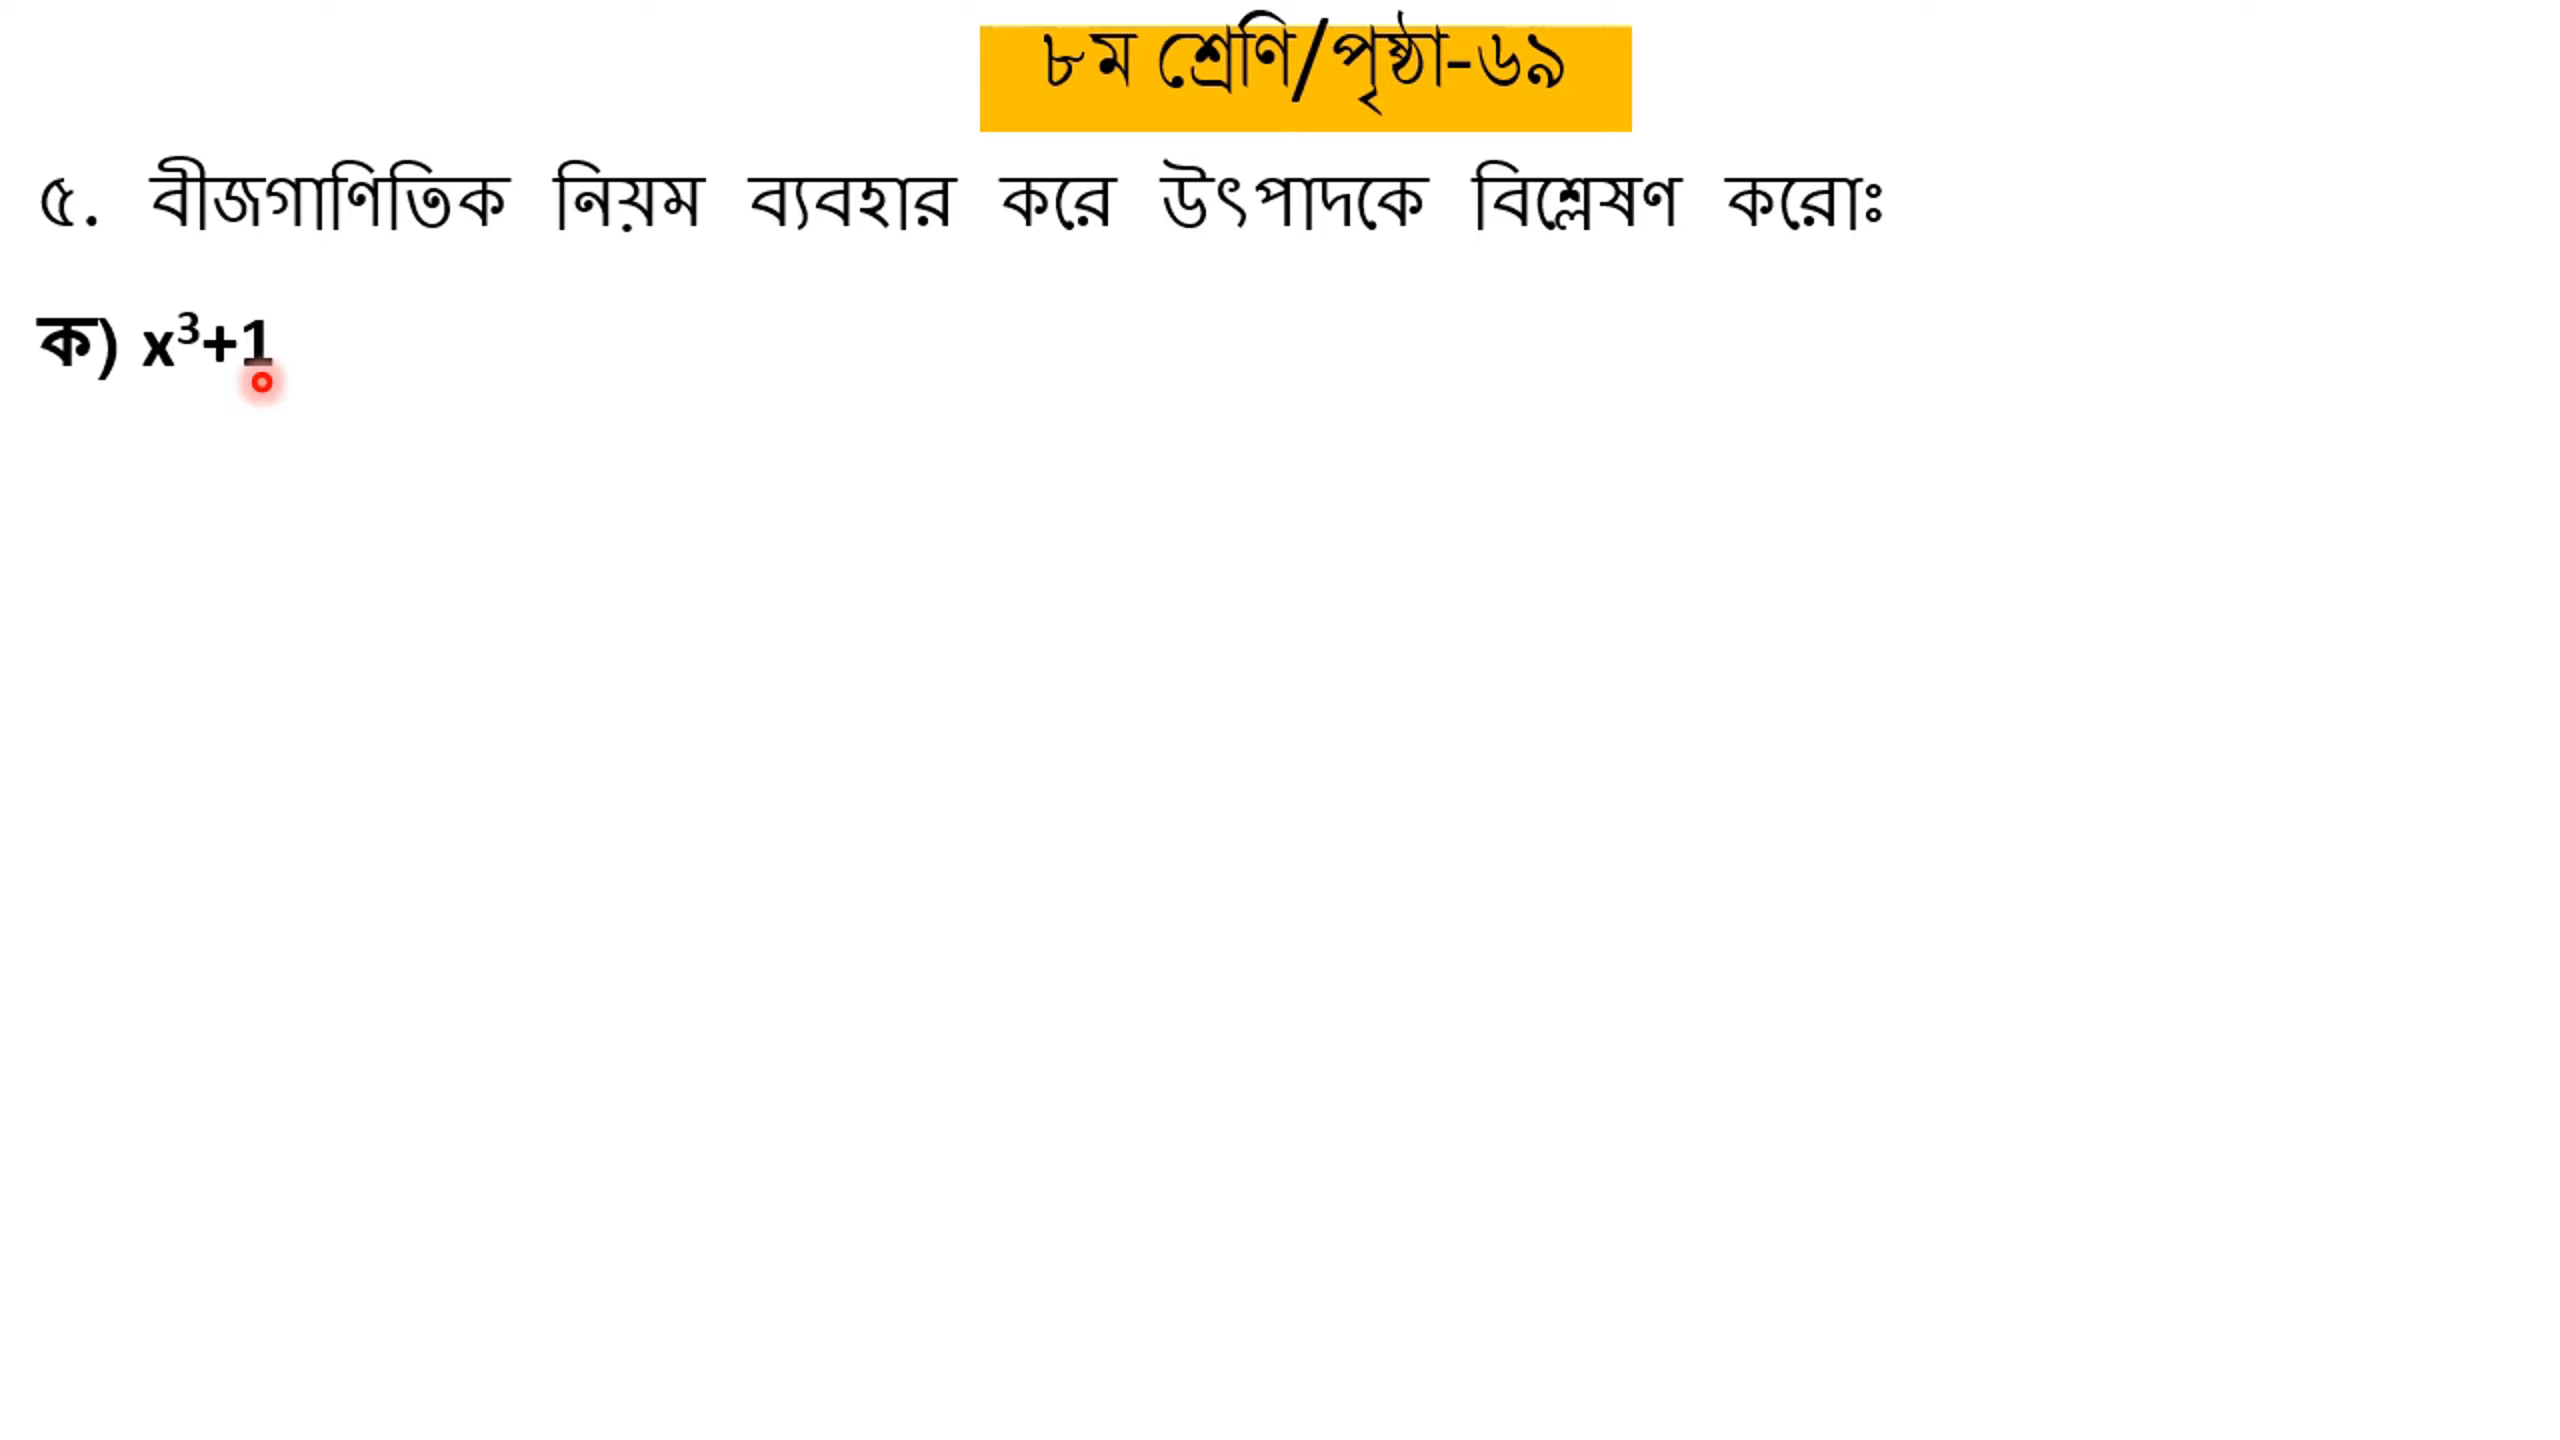 ৮ম শ্রেণি/পৃষ্ঠা-৬৯
৫. বীজগাণিতিক নিয়ম ব্যবহার করে উৎপাদকে বিশ্লেষণ করোঃ
ক) x³+1